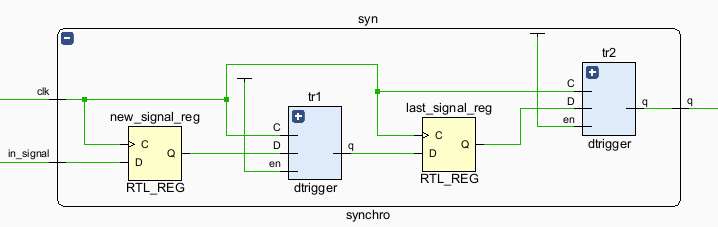 syn
clk
in_signal
new_signal_reg
C
D
Q
RTL_REG
tr1
C
D
en
q
dtrigger
last_signal_reg
C
D
Q
RTL_REG
tr2
C
D
en
q
dtrigger
q
synchro